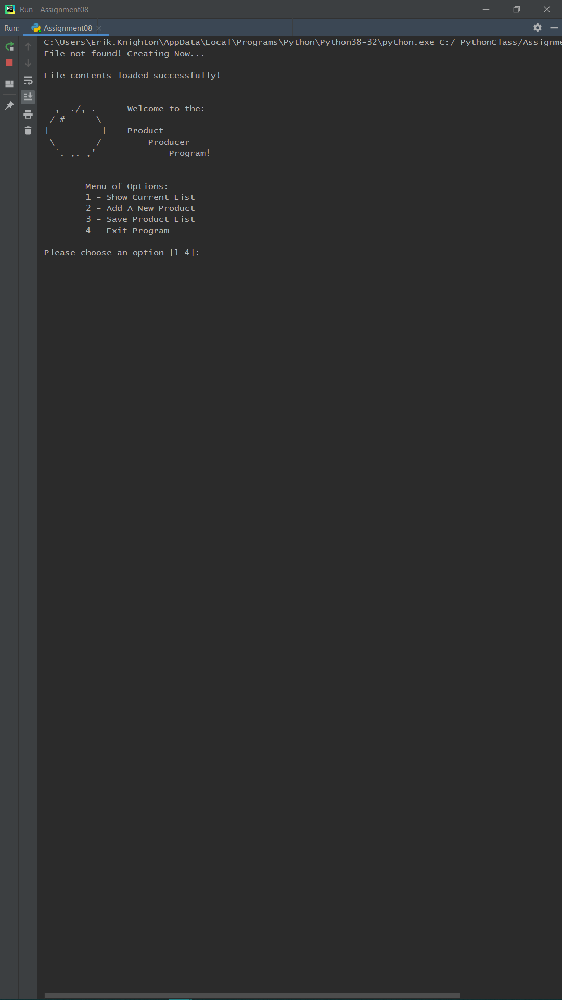 Run - Assignment08
Run: Assignment08
C:\Users\Erik.Knighton\AppData\Local\Programs\Python\Python38-32\python.exe C:/_PythonClass/Assignme
File not found! Creating Now...
File contents loaded successfully!
  ,--./,-.      Welcome to the:
 / #      \
|          |    Product
 \        /         Producer
  `._,._,'              Program!
Menu of Options:
1 - Show Current List
2 - Add A New Product
3 - Save Product List
4 - Exit Program
Please choose an option [1-4]: